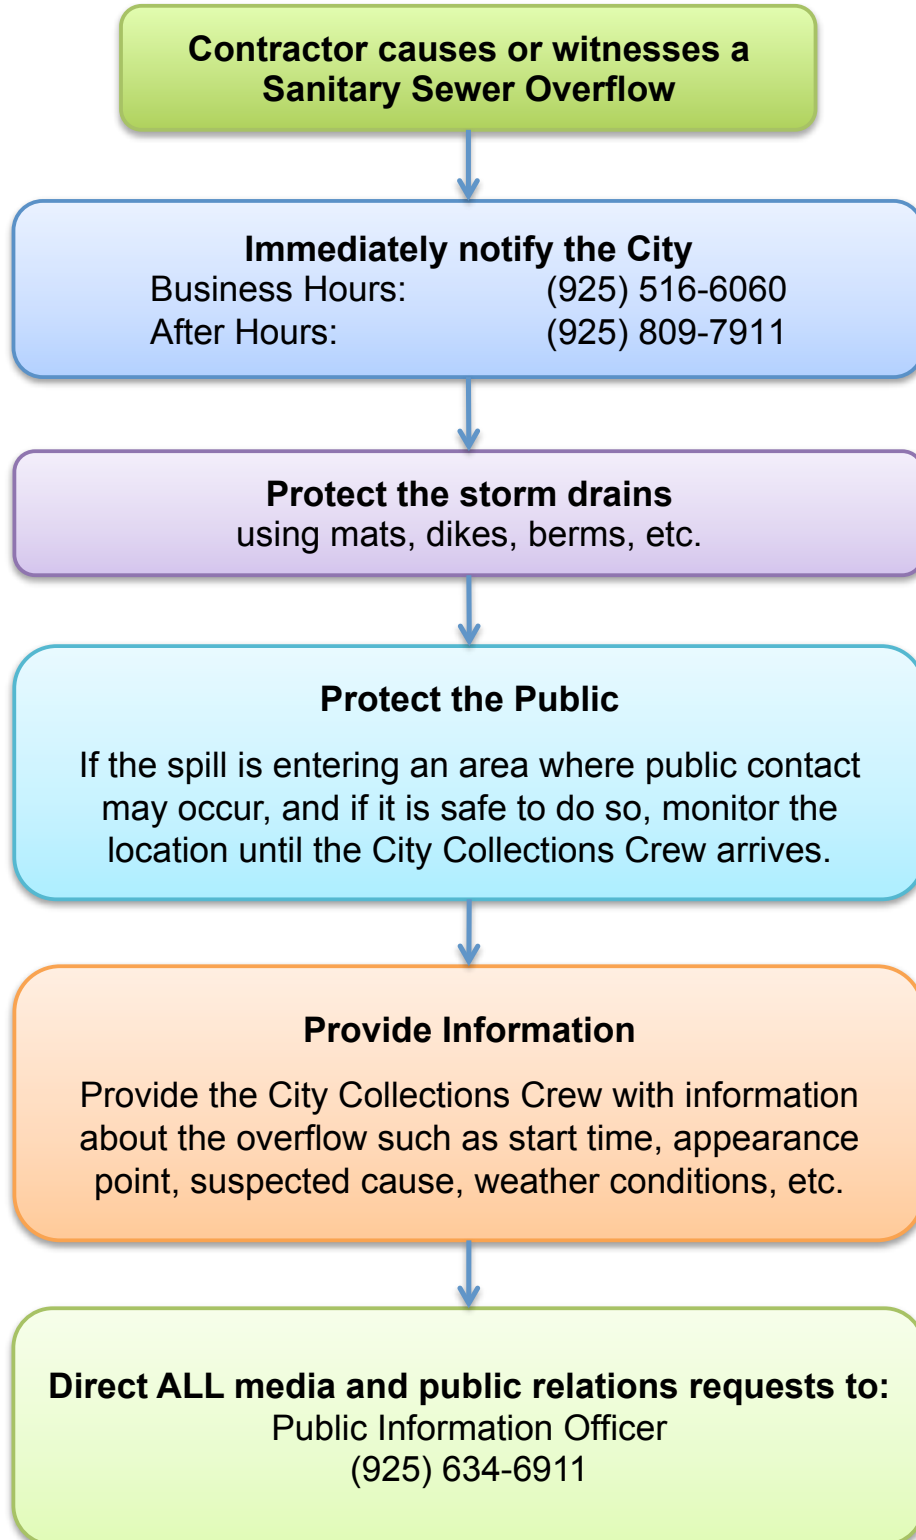 Contractor causes or witnesses a
Sanitary Sewer Overflow
Immediately notify the City
Business Hours: (925) 516-6060
After Hours: (925) 809-7911
Protect the storm drains
using mats, dikes, berms, etc.
Protect the Public
If the spill is entering an area where public contact
may occur, and if it is safe to do so, monitor the
location until the City Collections Crew arrives.
Provide Information
Provide the City Collections Crew with information
about the overflow such as start time, appearance
point, suspected cause, weather conditions, etc.
Direct ALL media and public relations requests to:
Public Information Officer
(925) 634-6911